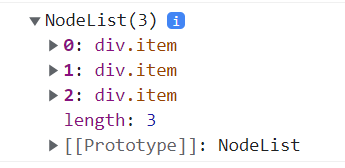 ▼NodeList(3) i
▶0: div.item
▶1: div.item
▶2: div.item
length: 3
▶[[Prototype]]: NodeList